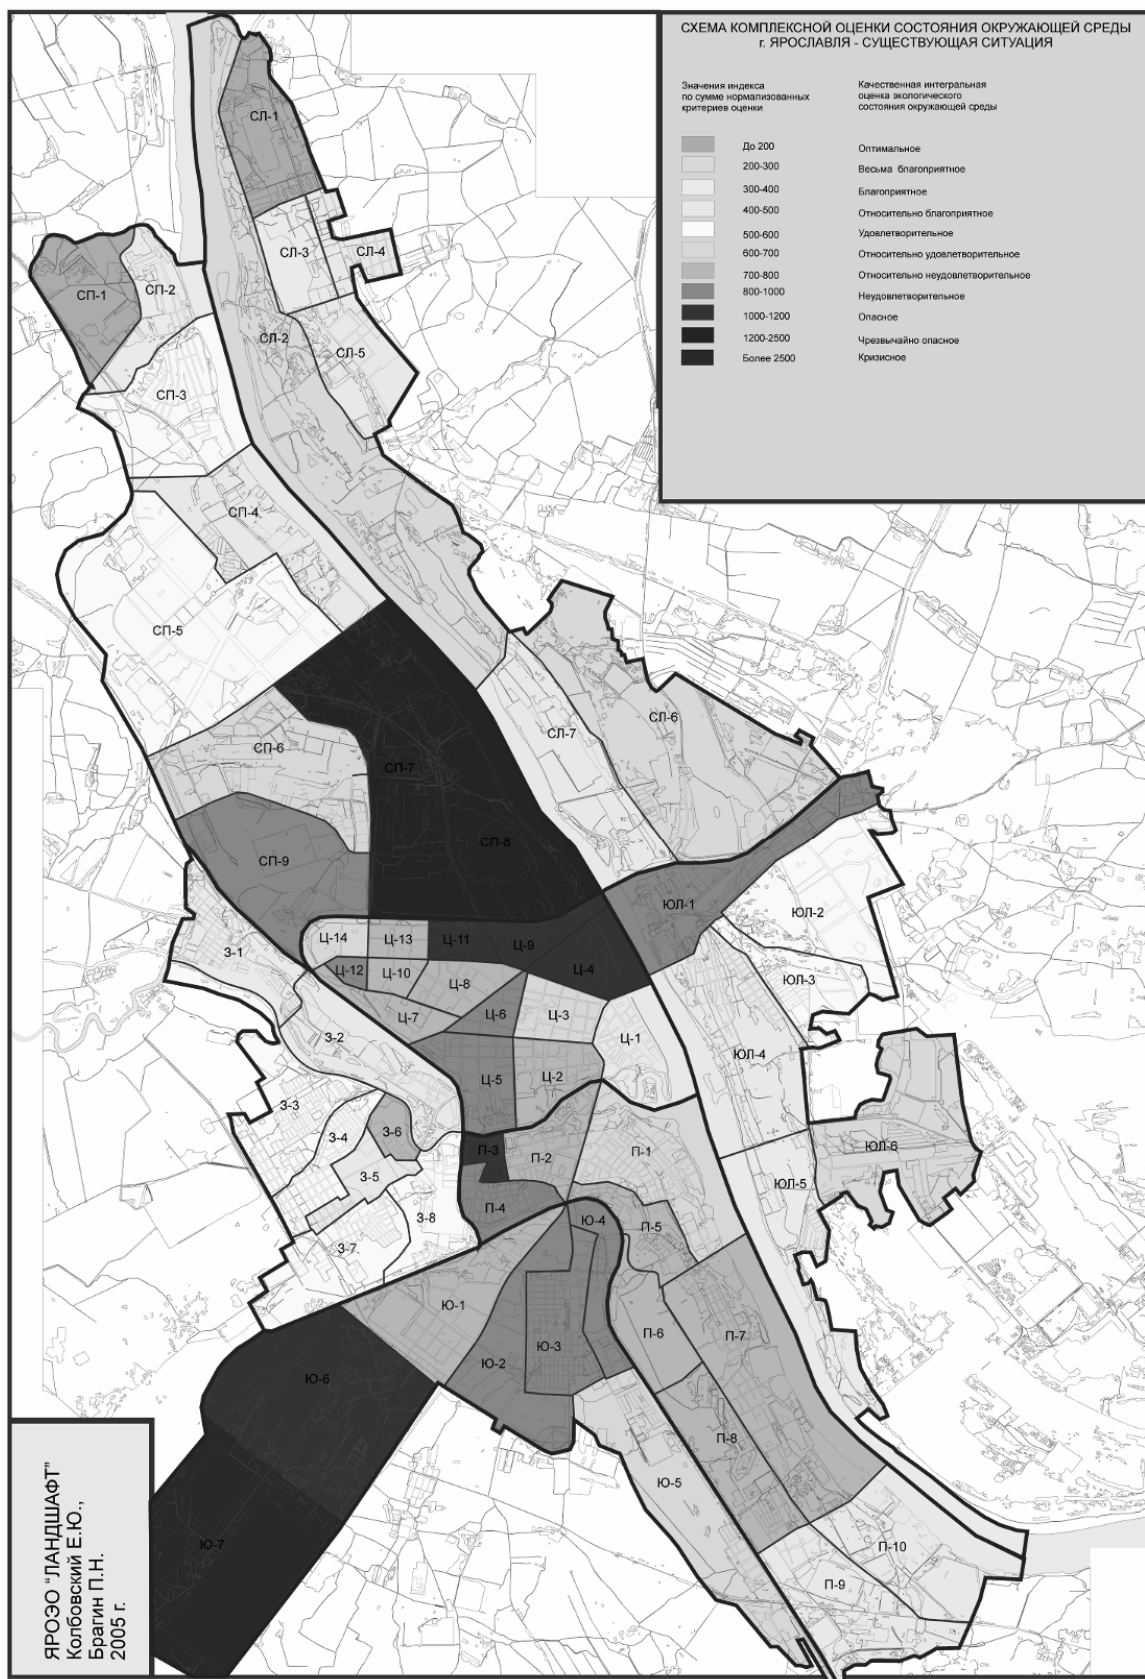 СХЕМА КОМПЛЕКСНОЙ ОЦЕНКИ СОСТОЯНИЯ ОКРУЖАЮЩЕЙ СРЕДЫ
г. ЯРОСЛАВЛЯ - СУЩЕСТВУЮЩАЯ СИТУАЦИЯ
Значения индекса
по сумме нормализованных
критериев оценки
Качественная интегральная
оценка экологического
состояния окружающей среды
До 200 Оптимальное
200-300 Весьма благоприятное
300-400 Благоприятное
400-500 Относительно благоприятное
500-600 Удовлетворительное
600-700 Относительно удовлетворительное
700-800 Относительно неудовлетворительное
800-1000 Неудовлетворительное
1000-1200 Опасное
1200-2500 Чрезвычайно опасное
Более 2500 Кризисное
СЛ-1
СЛ-3
СЛ-4
СП-1
СП-2
СЛ-2
СЛ-5
СП-3
СП-4
СП-5
СЛ-6
СЛ-7
СП-6
СП-7
СП-8
СП-9
ЮЛ-1
ЮЛ-2
Ц-14
Ц-13
Ц-11
Ц-9
З-1
Ц-12
Ц-10
Ц-8
Ц-4
ЮЛ-3
Ц-7
Ц-6
Ц-3
З-2
Ц-1
ЮЛ-4
Ц-5
Ц-2
З-3
З-4
З-6
ЮЛ-6
П-3
П-2
П-1
З-5
ЮЛ-5
З-8
П-4
Ю-4
П-5
З-7
Ю-1
П-6
П-7
Ю-2
Ю-3
Ю-6
П-8
Ю-5
Ю-7
П-10
П-9
ЯРОЭО "ЛАНДШАФТ"
Колбовский Е.Ю.,
Брагин П.Н.
2005 г.